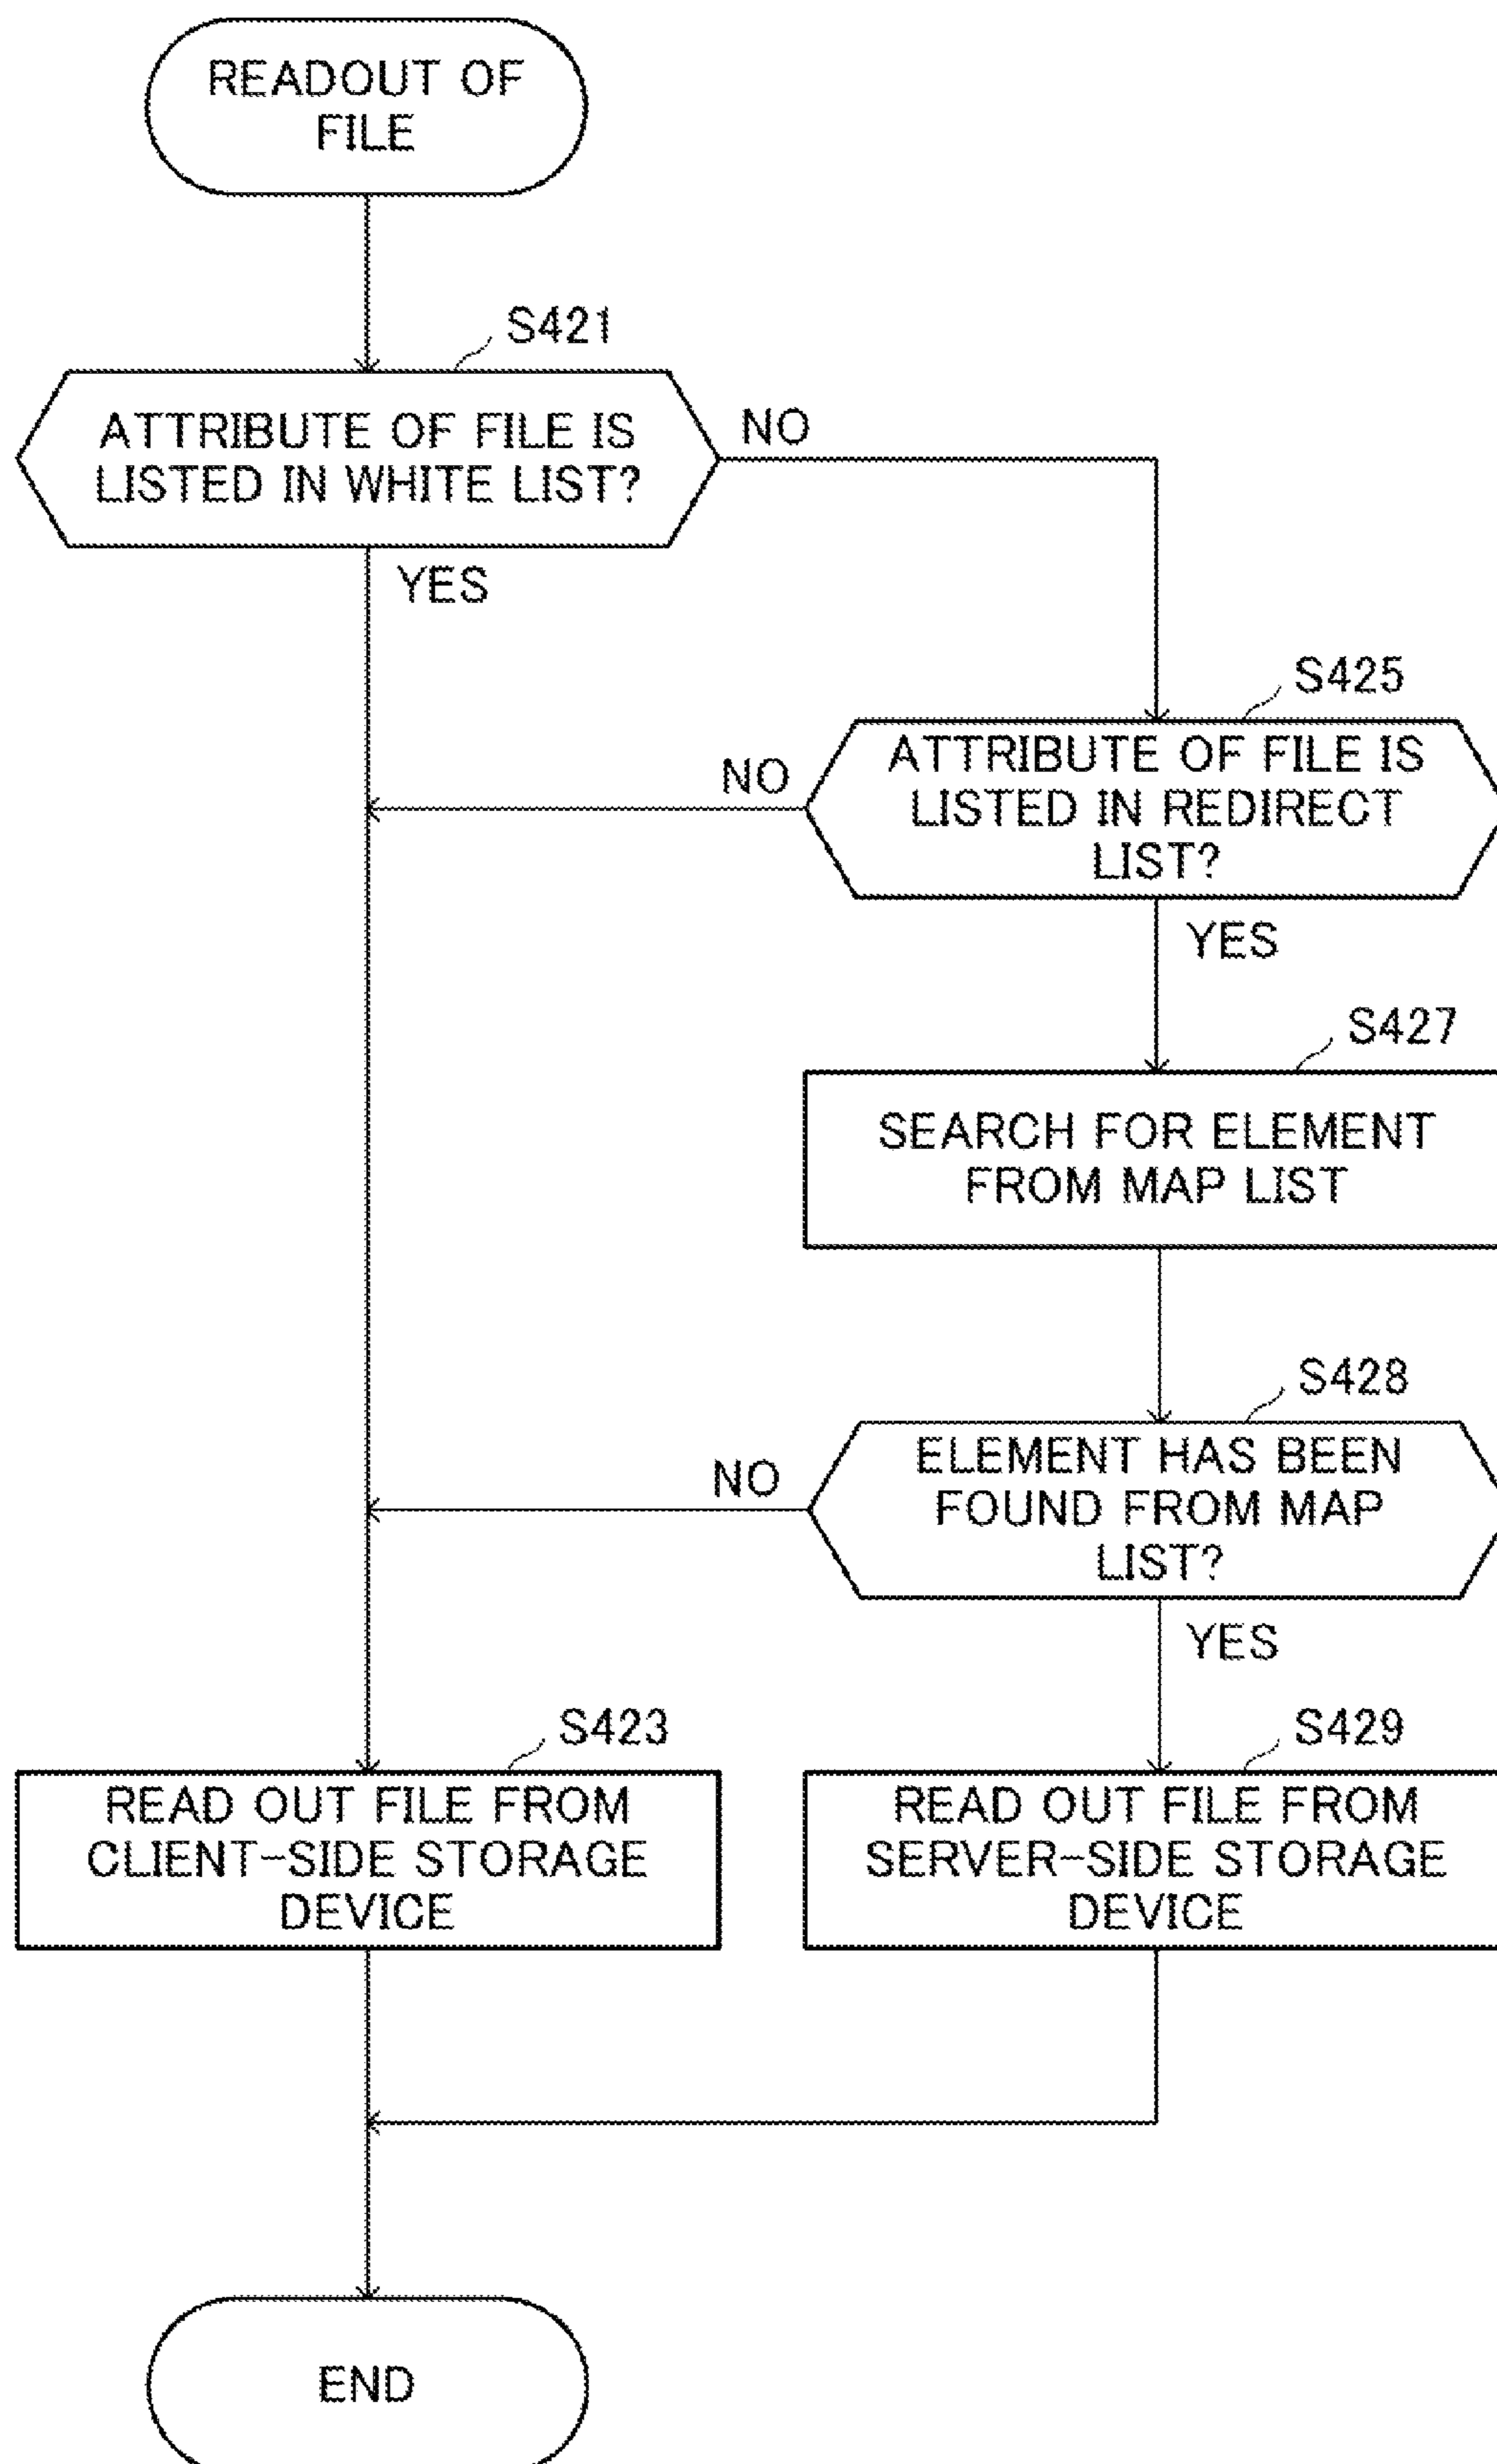 READOUT OF
FILE
S421
ATTRIBUTE OF FILE IS
LISTED IN WHITE LIST?
NO
YES
S425
ATTRIBUTE OF FILE IS
LISTED IN REDIRECT
LIST?
NO
YES
S427
SEARCH FOR ELEMENT
FROM MAP LIST
S428
ELEMENT HAS BEEN
FOUND FROM MAP
LIST?
NO
YES
S423
READ OUT FILE FROM
CLIENT-SIDE STORAGE
DEVICE
S429
READ OUT FILE FROM
SERVER-SIDE STORAGE
DEVICE
END